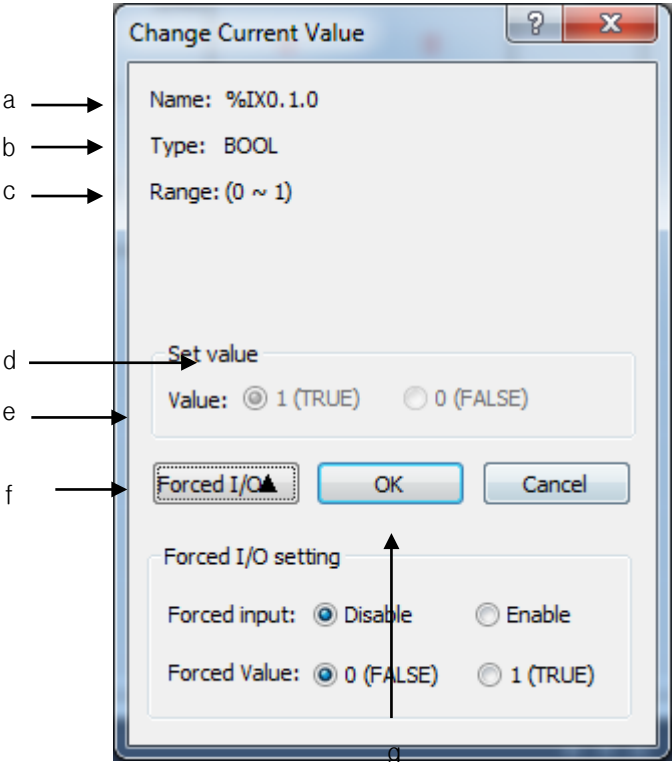 Change Current Value
a Name: %IX0.1.0
b Type: BOOL
c Range: (0 ~ 1)
d Set value
e Value: 1 (TRUE) 0 (FALSE)
f Forced I/O OK Cancel
Forced I/O setting
Forced input: Disable Enable
Forced Value: 0 (FALSE) 1 (TRUE)
g